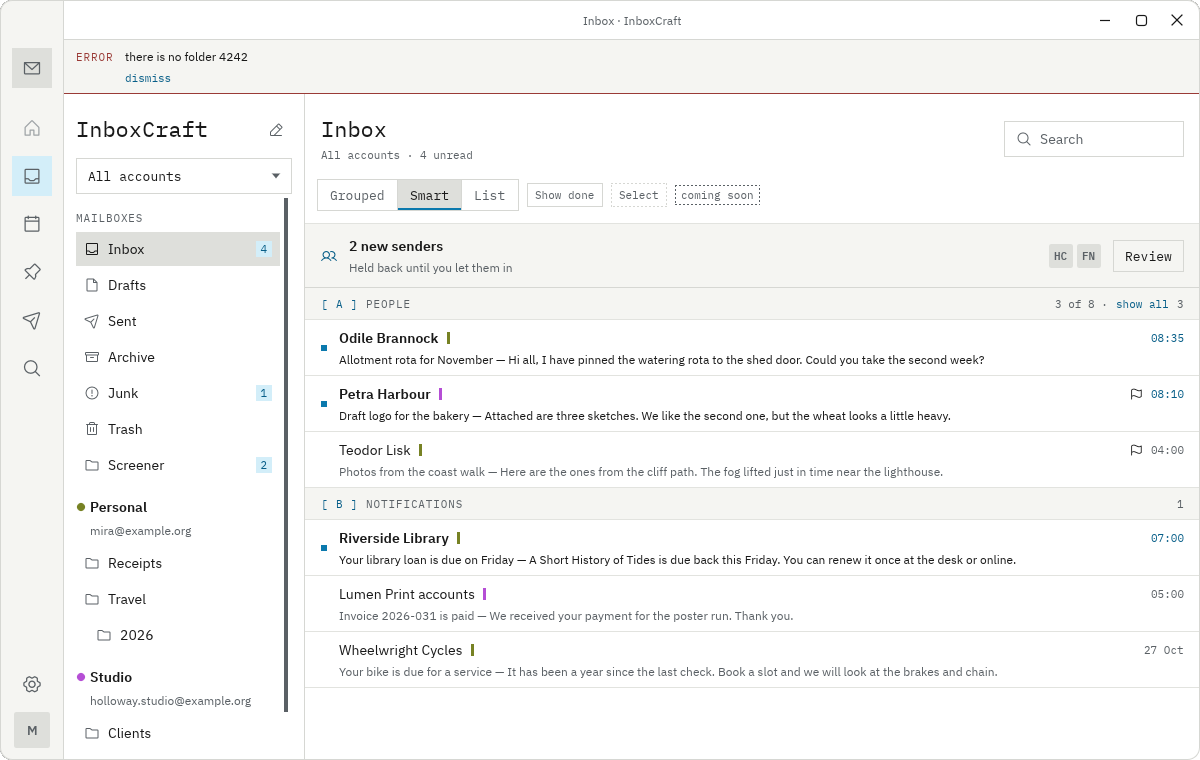 Inbox · InboxCraft
ERROR there is no folder 4242
dismiss
InboxCraft
All accounts
MAILBOXES
Inbox 4
Drafts
Sent
Archive
Junk 1
Trash
Screener 2
Personal
mira@example.org
Receipts
Travel
2026
Studio
holloway.studio@example.org
Clients
M
Inbox
All accounts · 4 unread
Search
Grouped Smart List Show done Select coming soon
2 new senders
Held back until you let them in
HC FN Review
[ A ] PEOPLE 3 of 8 · show all 3
Odile Brannock 08:35
Allotment rota for November — Hi all, I have pinned the watering rota to the shed door. Could you take the second week?
Petra Harbour 08:10
Draft logo for the bakery — Attached are three sketches. We like the second one, but the wheat looks a little heavy.
Teodor Lisk 04:00
Photos from the coast walk — Here are the ones from the cliff path. The fog lifted just in time near the lighthouse.
[ B ] NOTIFICATIONS 1
Riverside Library 07:00
Your library loan is due on Friday — A Short History of Tides is due back this Friday. You can renew it once at the desk or online.
Lumen Print accounts 05:00
Invoice 2026-031 is paid — We received your payment for the poster run. Thank you.
Wheelwright Cycles 27 Oct
Your bike is due for a service — It has been a year since the last check. Book a slot and we will look at the brakes and chain.